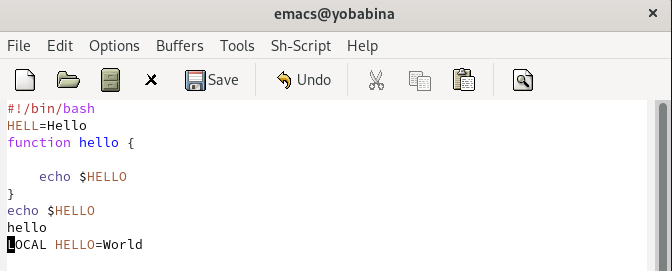 emacs@yobabina
File Edit Options Buffers Tools Sh-Script Help
Save Undo
#!/bin/bash
HELL=Hello
function hello {
echo $HELLO
}
echo $HELLO
hello
LOCAL HELLO=World